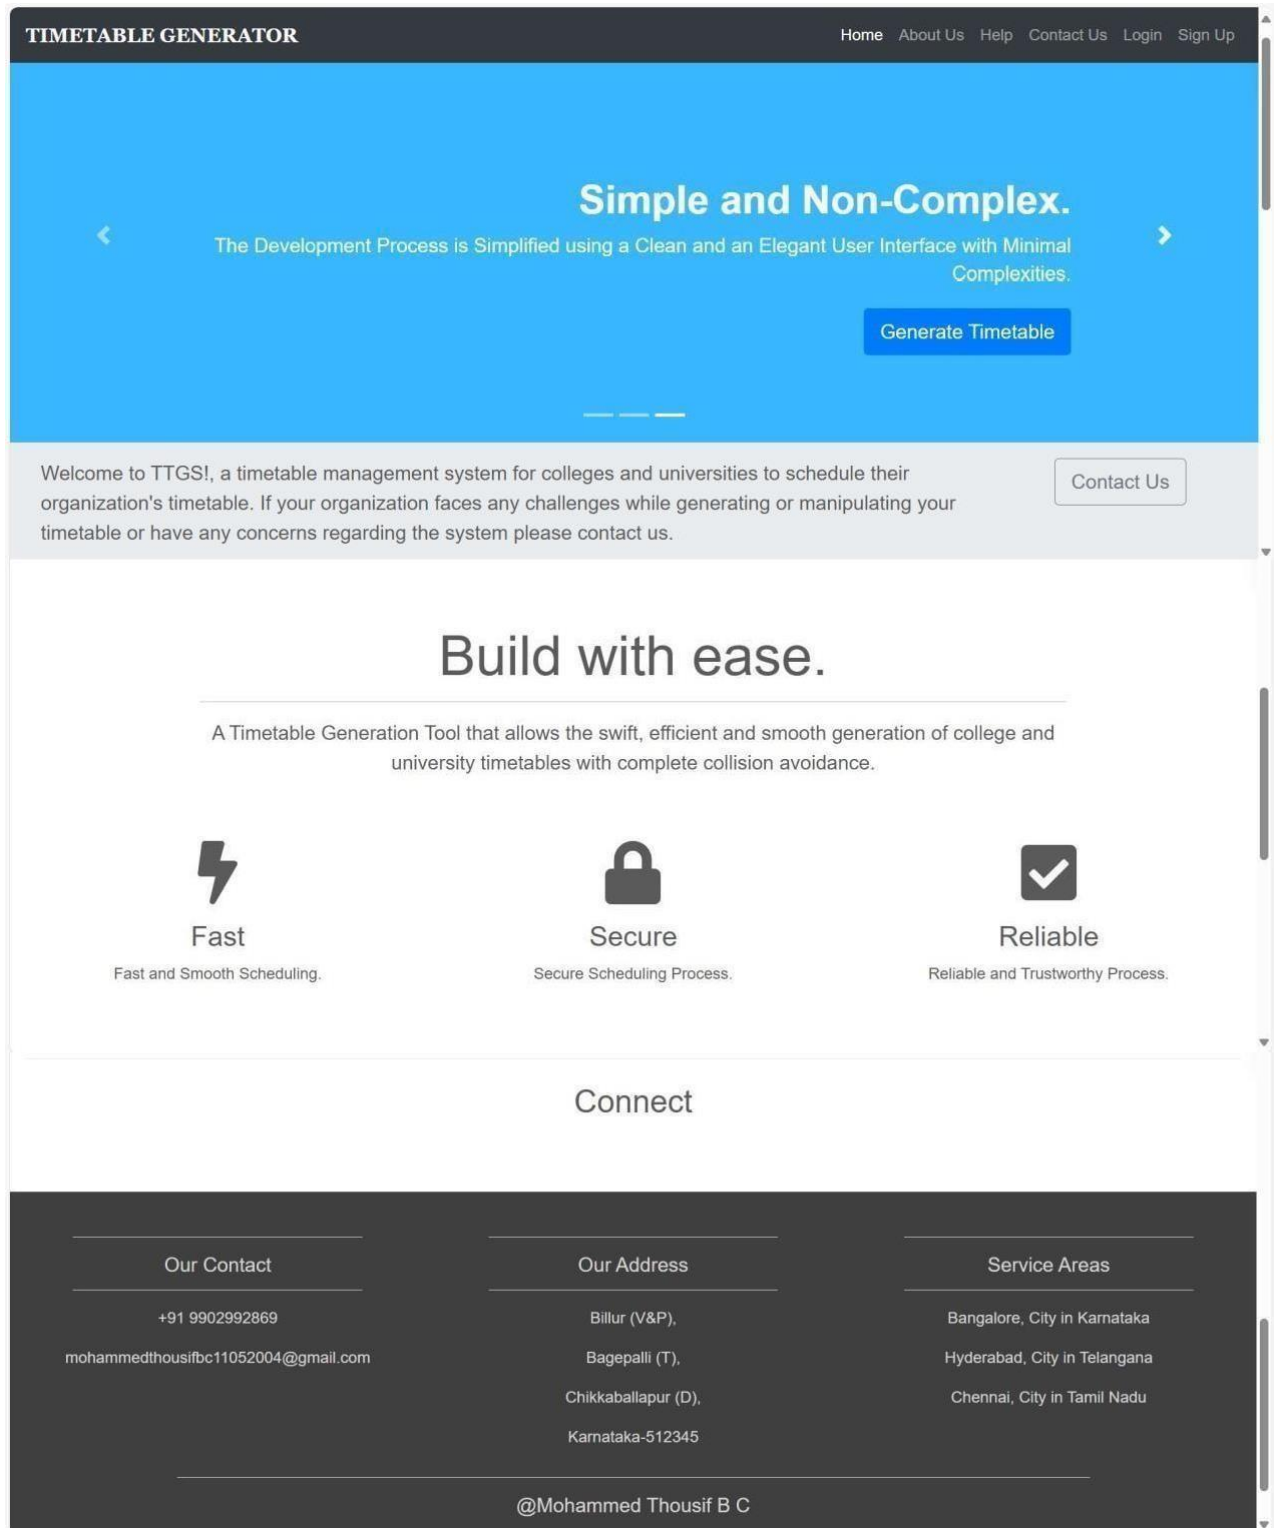 TIMETABLE GENERATOR
Home About Us Help Contact Us Login Sign Up
Simple and Non-Complex.
The Development Process is Simplified using a Clean and an Elegant User Interface with Minimal
Complexities.
Generate Timetable
Welcome to TTGS!, a timetable management system for colleges and universities to schedule their
organization's timetable. If your organization faces any challenges while generating or manipulating your
timetable or have any concerns regarding the system please contact us.
Contact Us
Build with ease.
A Timetable Generation Tool that allows the swift, efficient and smooth generation of college and
university timetables with complete collision avoidance.
Fast
Fast and Smooth Scheduling.
Secure
Secure Scheduling Process.
Reliable
Reliable and Trustworthy Process.
Connect
Our Contact
+91 9902992869
mohammedthousifbc11052004@gmail.com
Our Address
Billur (V&P),
Bagepalli (T),
Chikkaballapur (D),
Karnataka-512345
Service Areas
Bangalore, City in Karnataka
Hyderabad, City in Telangana
Chennai, City in Tamil Nadu
@Mohammed Thousif B C